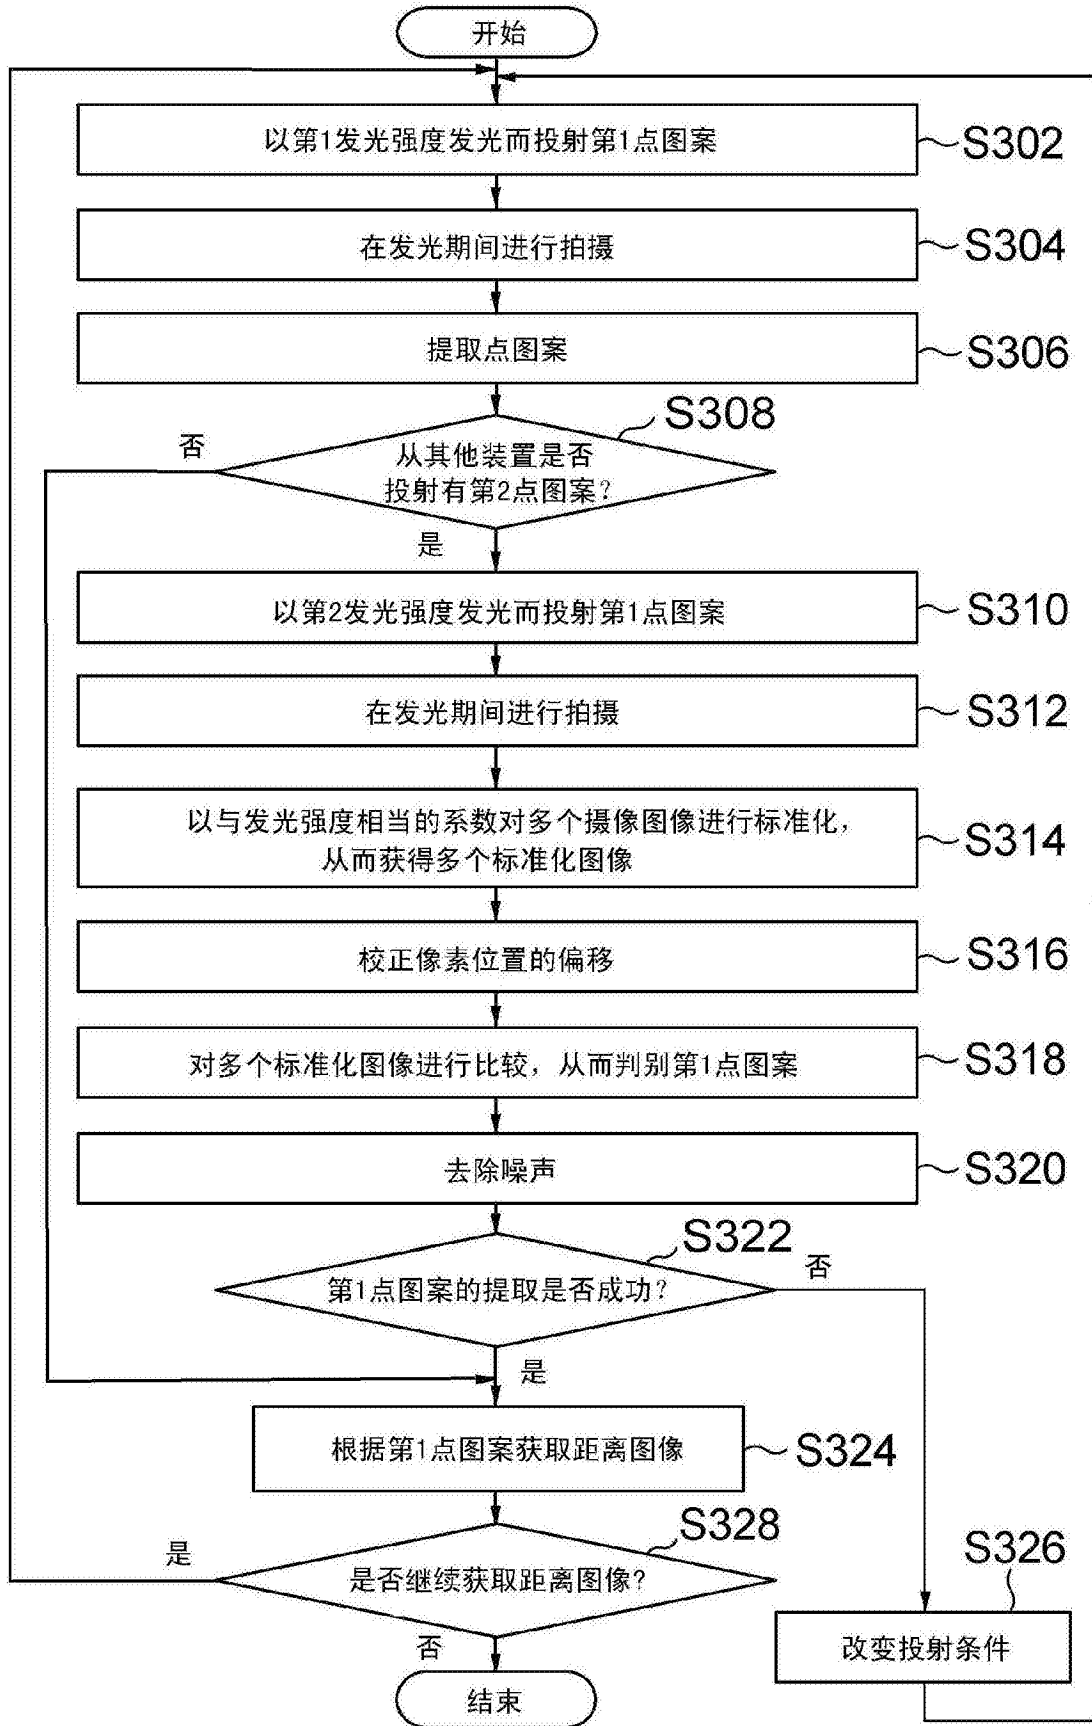 开始
以第1发光强度发光而投射第1点图案
S302
在发光期间进行拍摄
S304
提取点图案
S306
S308
否
从其他装置是否
投射有第2点图案?
是
以第2发光强度发光而投射第1点图案
S310
在发光期间进行拍摄
S312
以与发光强度相当的系数对多个摄像图像进行标准化,
从而获得多个标准化图像
S314
校正像素位置的偏移
S316
对多个标准化图像进行比较,从而判别第1点图案
S318
去除噪声
S320
S322
否
第1点图案的提取是否成功?
是
根据第1点图案获取距离图像
S324
S328
是
是否继续获取距离图像?
S326
否
改变投射条件
结束